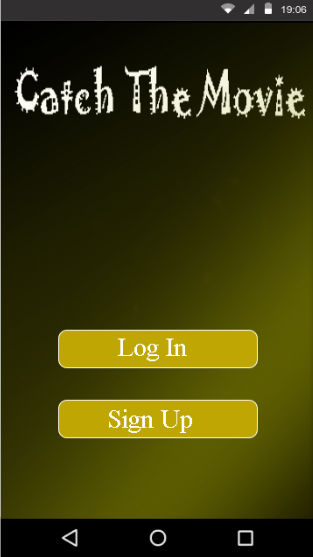 19:06
Catch The Movie
Log In
Sign Up